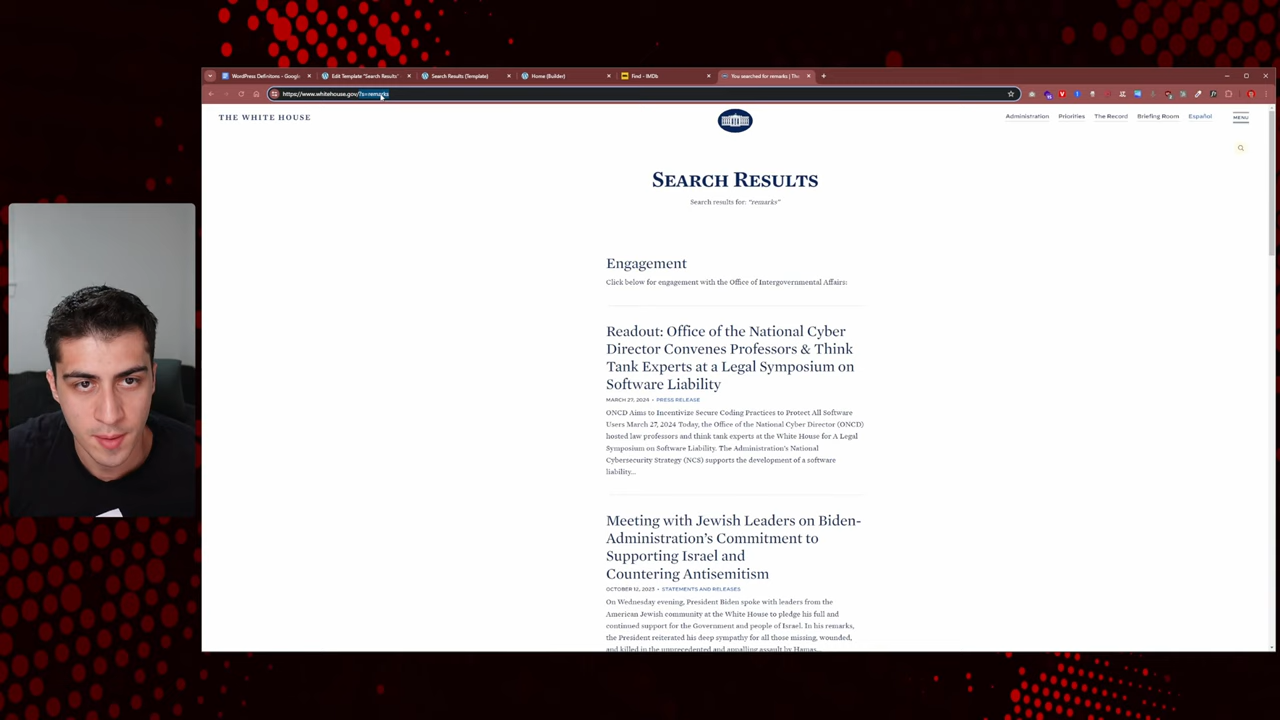 WordPress Definitons - Googl
Edit Template "Search Results"
Search Results (Template)
Home (Builder)
Find - IMDb
You searched for remarks | The
https://www.whitehouse.gov/?s=remarks
THE WHITE HOUSE
Administration
Priorities
The Record
Briefing Room
Español
MENU
SEARCH RESULTS
Search results for: "remarks"
Engagement
Click below for engagement with the Office of Intergovernmental Affairs:
Readout: Office of the National Cyber
Director Convenes Professors & Think
Tank Experts at a Legal Symposium on
Software Liability
MARCH 27, 2024 • PRESS RELEASE
ONCD Aims to Incentivize Secure Coding Practices to Protect All Software
Users March 27, 2024 Today, the Office of the National Cyber Director (ONCD)
hosted law professors and think tank experts at the White House for A Legal
Symposium on Software Liability. The Administration's National
Cybersecurity Strategy (NCS) supports the development of a software
liability...
Meeting with Jewish Leaders on Biden-
Administration's Commitment to
Supporting Israel and
Countering Antisemitism
OCTOBER 12, 2023 • STATEMENTS AND RELEASES
On Wednesday evening, President Biden spoke with leaders from the
American Jewish community at the White House to pledge his full and
continued support for the Government and people of Israel. In his remarks,
the President reiterated his deep sympathy for all those missing, wounded,
and killed in the unprecedented and appalling assault by Hamas...